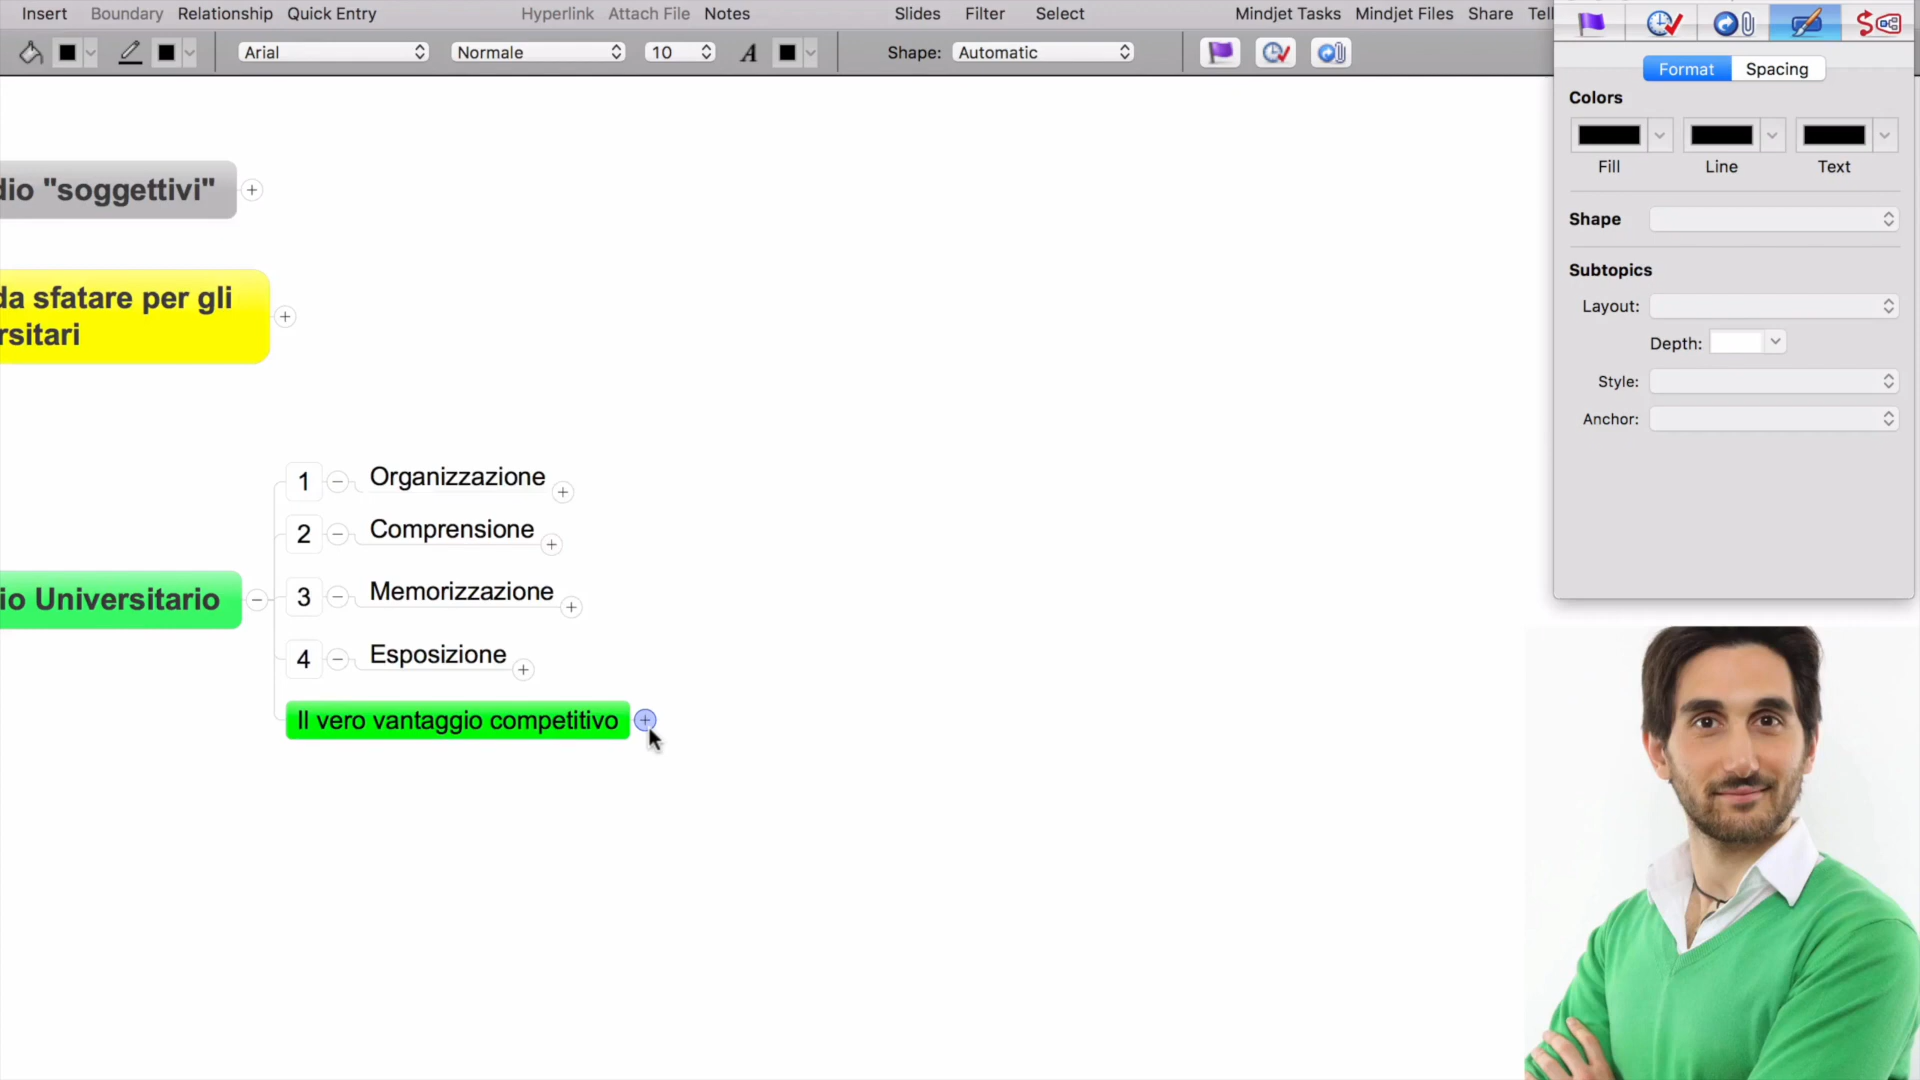 Insert Boundary Relationship Quick Entry Hyperlink Attach File Notes Slides Filter Select Mindjet Tasks Mindjet Files Share Tell
Arial Normale 10 A Shape: Automatic
Format Spacing
Colors
Fill Line Text
Shape
Subtopics
Layout:
Depth:
Style:
Anchor:
dio "soggettivi"
da sfatare per gli
rsitari
io Universitario
1 Organizzazione
2 Comprensione
3 Memorizzazione
4 Esposizione
Il vero vantaggio competitivo